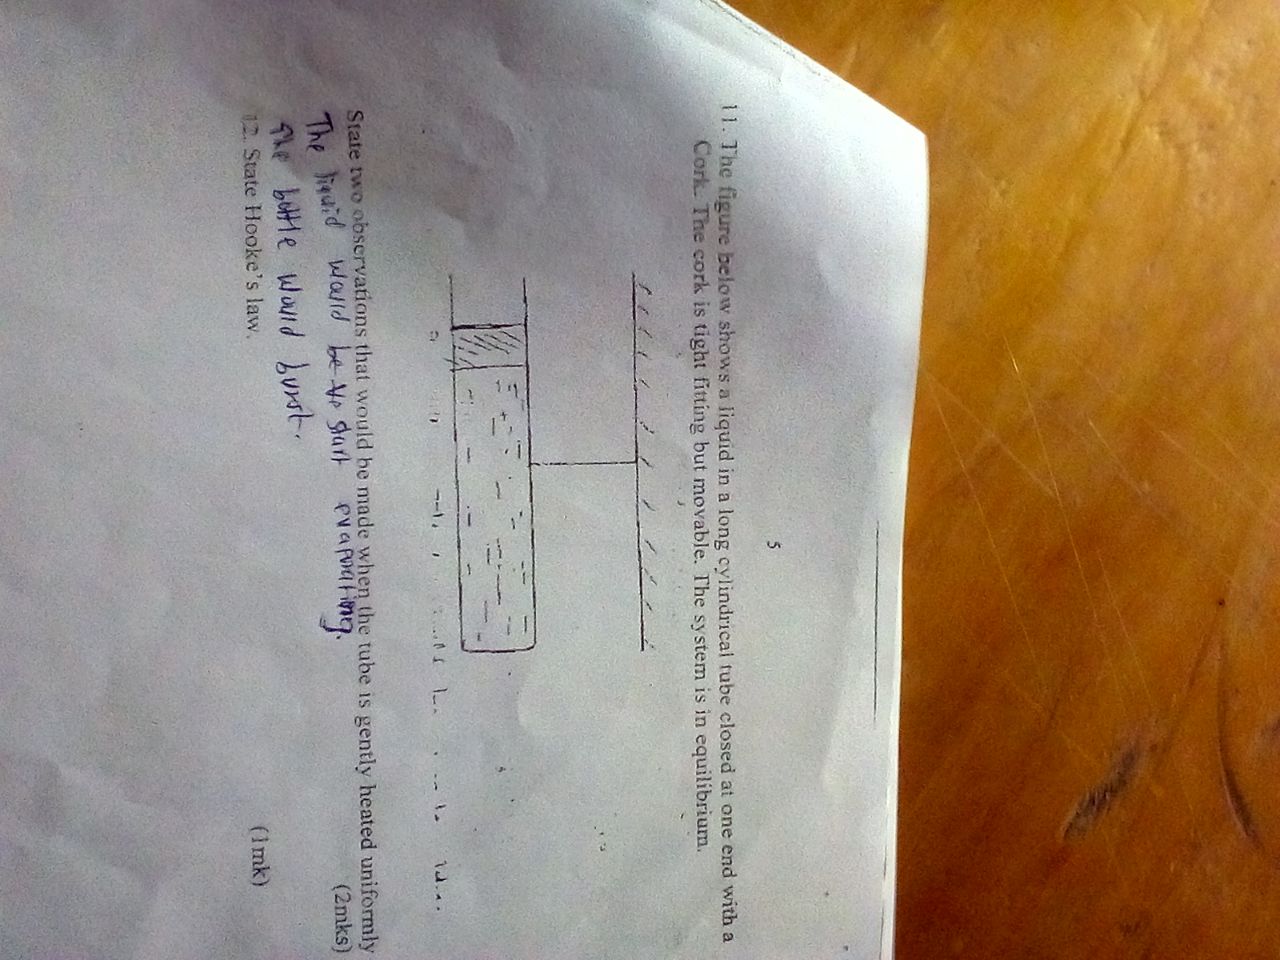 5
11. The figure below shows a liquid in a long cylindrical tube closed at one end with a
Cork. The cork is tight fitting but movable. The system is in equilibrium.
State two observations that would be made when the tube is gently heated uniformly
(2mks)
The liquid would be to start evaporating.
The bottle would burst.
12. State Hooke's law.
(1mk)